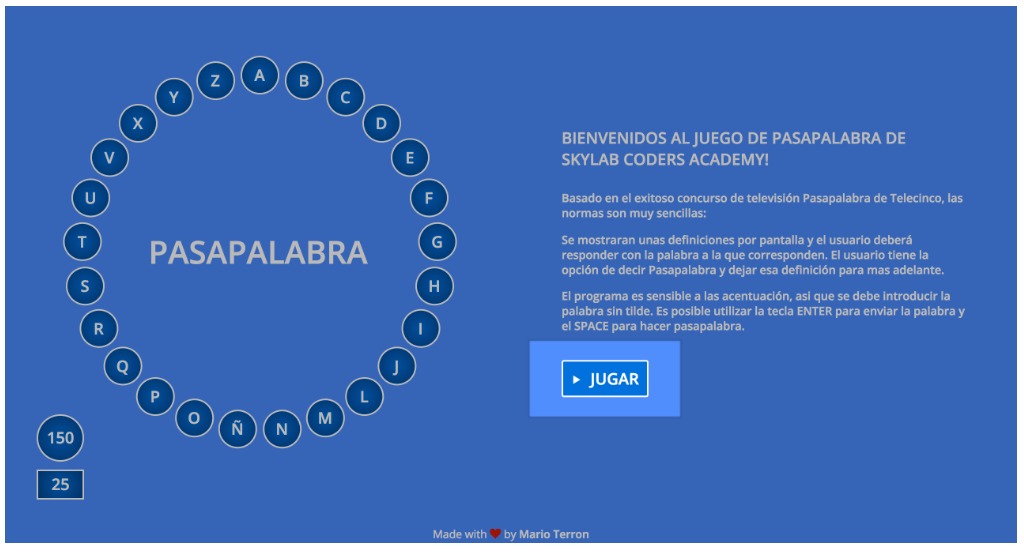 A
B
C
D
E
F
G
H
I
J
L
M
N
Ñ
O
P
Q
R
S
T
U
V
X
Y
Z
PASAPALABRA
150
25
BIENVENIDOS AL JUEGO DE PASAPALABRA DE
SKYLAB CODERS ACADEMY!
Basado en el exitoso concurso de televisión Pasapalabra de Telecinco, las
normas son muy sencillas:
Se mostraran unas definiciones por pantalla y el usuario deberá
responder con la palabra a la que corresponden. El usuario tiene la
opción de decir Pasapalabra y dejar esa definición para mas adelante.
El programa es sensible a las acentuación, asi que se debe introducir la
palabra sin tilde. Es posible utilizar la tecla ENTER para enviar la palabra y
el SPACE para hacer pasapalabra.
JUGAR
Made with ❤ by Mario Terron